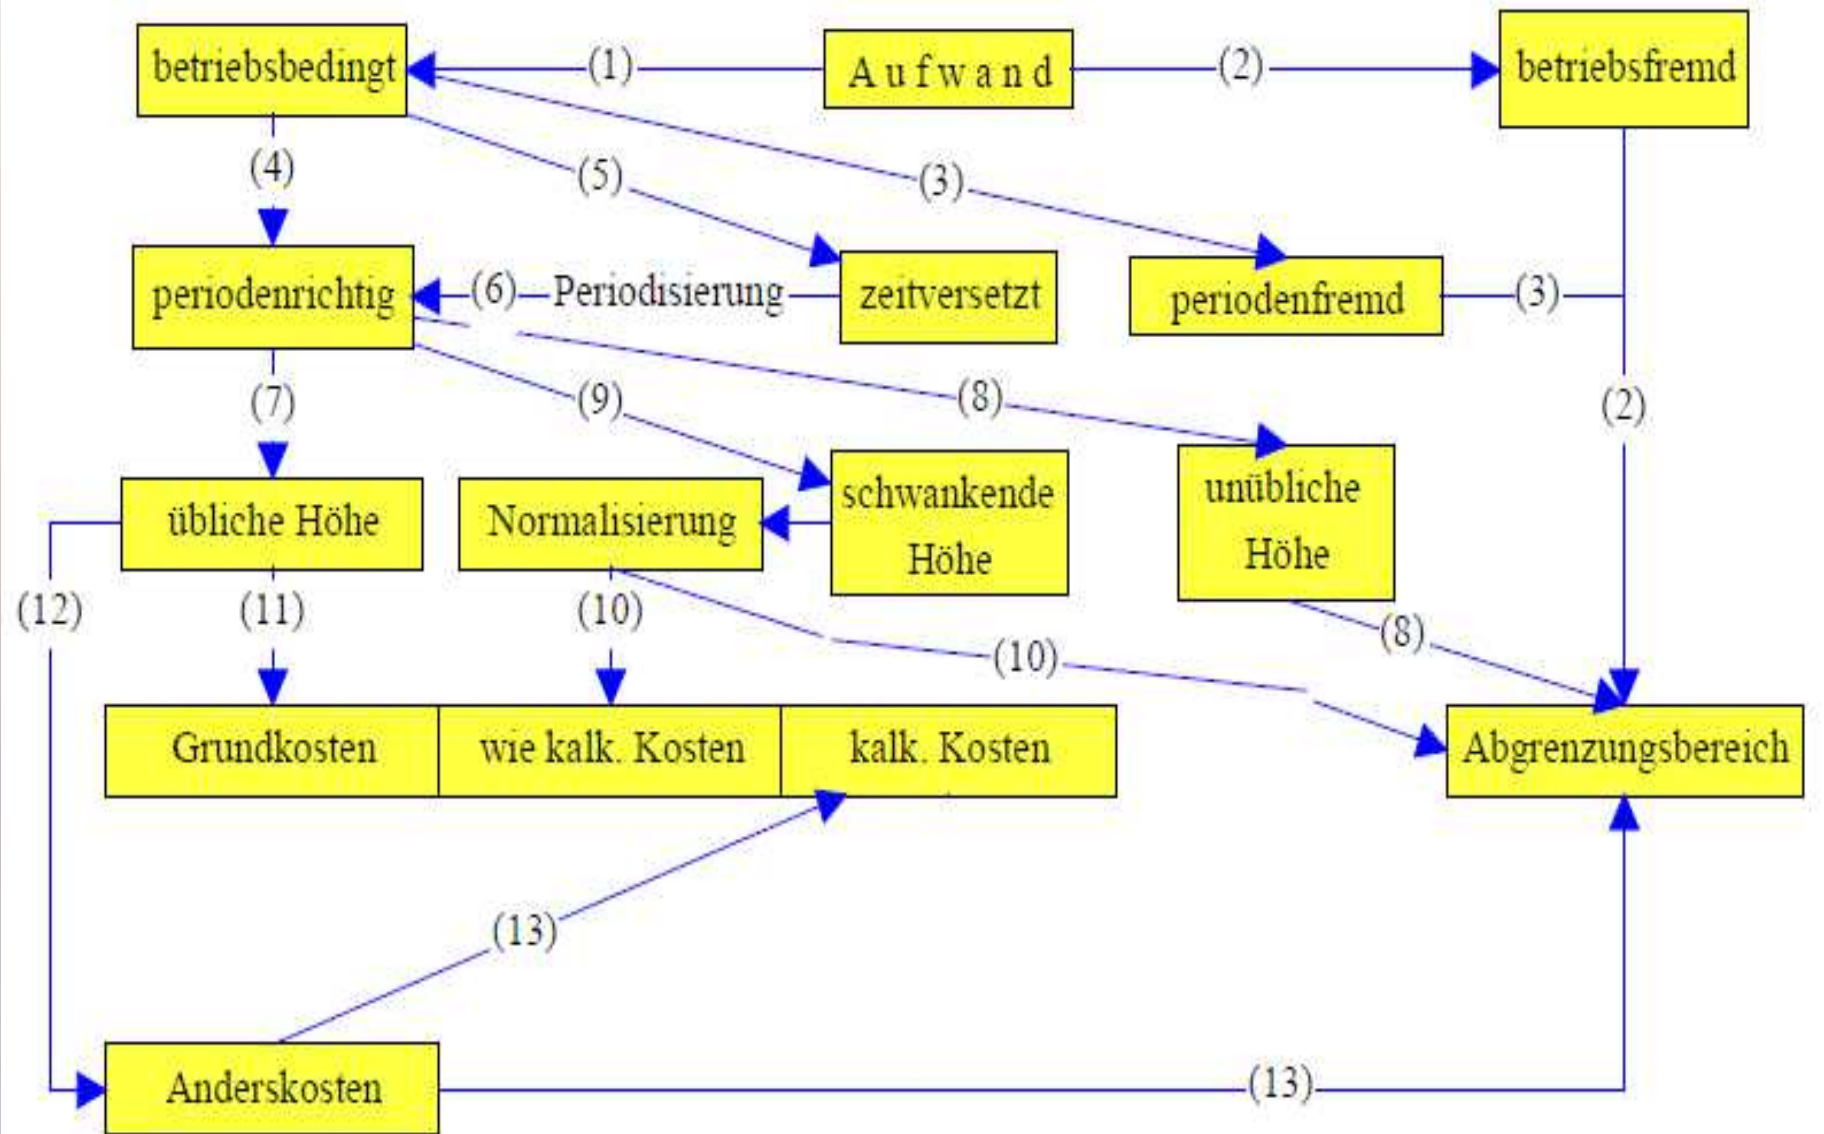 betriebsbedingt
(1)
A u f w a n d
(2)
betriebsfremd
(4)
(5)
(3)
periodenrichtig
(6)
Periodisierung
zeitversetzt
periodenfremd
(3)
(7)
(9)
(8)
(2)
übliche Höhe
Normalisierung
schwankende
Höhe
unübliche
Höhe
(12)
(11)
(10)
(10)
(8)
Grundkosten
wie kalk. Kosten
kalk. Kosten
Abgrenzungsbereich
(13)
Anderskosten
(13)